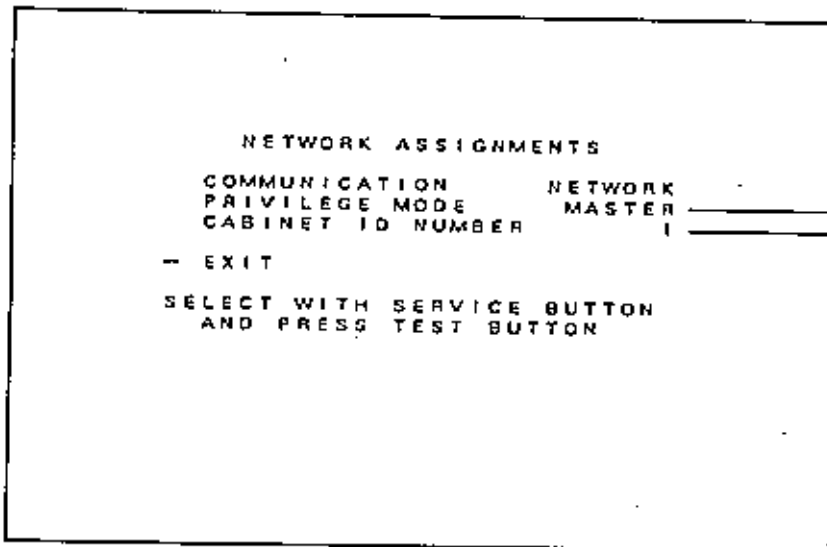 NETWORK ASSIGNMENTS
COMMUNICATION NETWORK
PRIVILEGE MODE MASTER
CABINET ID NUMBER 1
- EXIT
SELECT WITH SERVICE BUTTON
AND PRESS TEST BUTTON